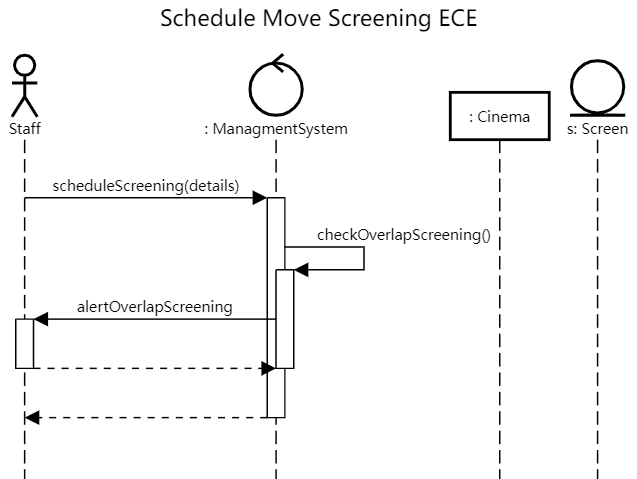 Schedule Move Screening ECE
Staff
: ManagmentSystem
: Cinema
s: Screen
scheduleScreening(details)
checkOverlapScreening()
alertOverlapScreening